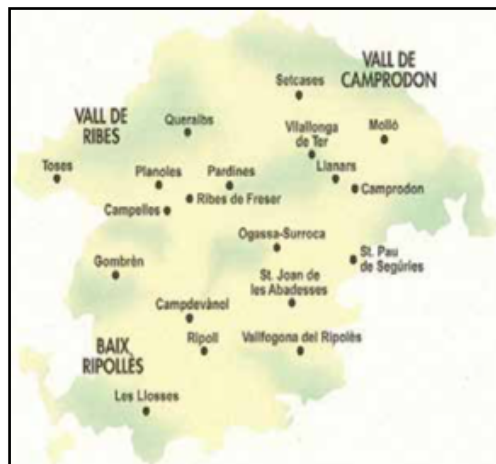 VALL DE
CAMPRODON
Setcases
VALL DE
RIBES
Queralbs
Vilallonga
de Ter
Molló
Toses
Planoles
Pardines
Llanars
Camprodon
Ribes de Freser
Campelles
Ogassa-Surroca
St. Pau
de Segúries
Gombrèn
St. Joan de
les Abadesses
Campdevànol
BAIX
RIPOLLÈS
Ripoll
Vallfogona del Ripolès
Les Llosses